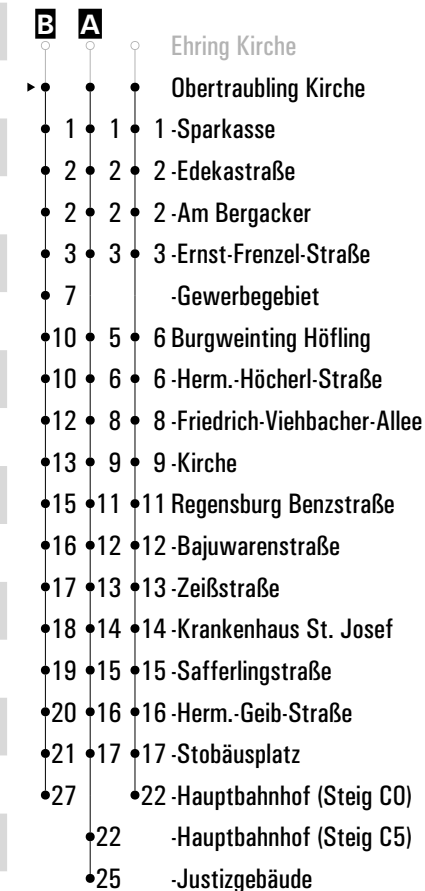 B A
Ehring Kirche
Obertraubling Kirche
1 1 1 -Sparkasse
2 2 2 -Edekastraße
2 2 2 -Am Bergacker
3 3 3 -Ernst-Frenzel-Straße
7 -Gewerbegebiet
10 5 6 Burgweinting Höfling
10 6 6 -Herm.-Höcherl-Straße
12 8 8 -Friedrich-Viehbacher-Allee
13 9 9 -Kirche
15 11 11 Regensburg Benzstraße
16 12 12 -Bajuwarenstraße
17 13 13 -Zeißstraße
18 14 14 -Krankenhaus St. Josef
19 15 15 -Safferlingstraße
20 16 16 -Herm.-Geib-Straße
21 17 17 -Stobäusplatz
27 22 -Hauptbahnhof (Steig C0)
22 -Hauptbahnhof (Steig C5)
25 -Justizgebäude